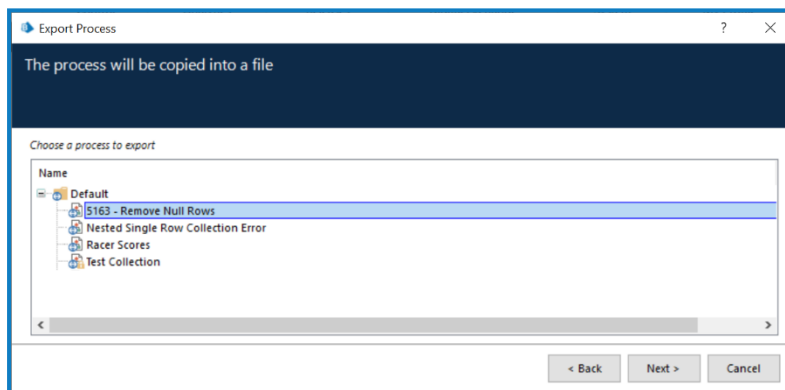 Export Process
The process will be copied into a file
Choose a process to export
Name
Default
5163 - Remove Null Rows
Nested Single Row Collection Error
Racer Scores
Test Collection
< Back Next > Cancel